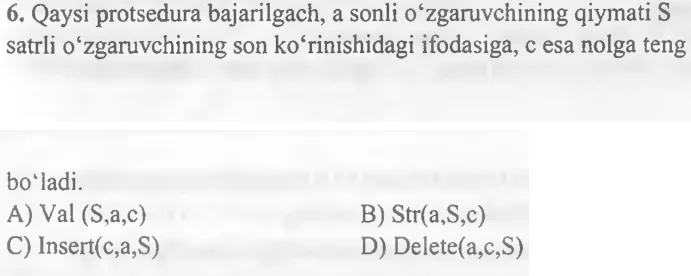 6. Qaysi protsedura bajarilgach, a sonli o‘zgaruvchining qiymati S
satrli o‘zgaruvchining son ko‘rinishidagi ifodasiga, c esa nolga teng
bo‘ladi.
A) Val (S,a,c)
B) Str(a,S,c)
C) Insert(c,a,S)
D) Delete(a,c,S)